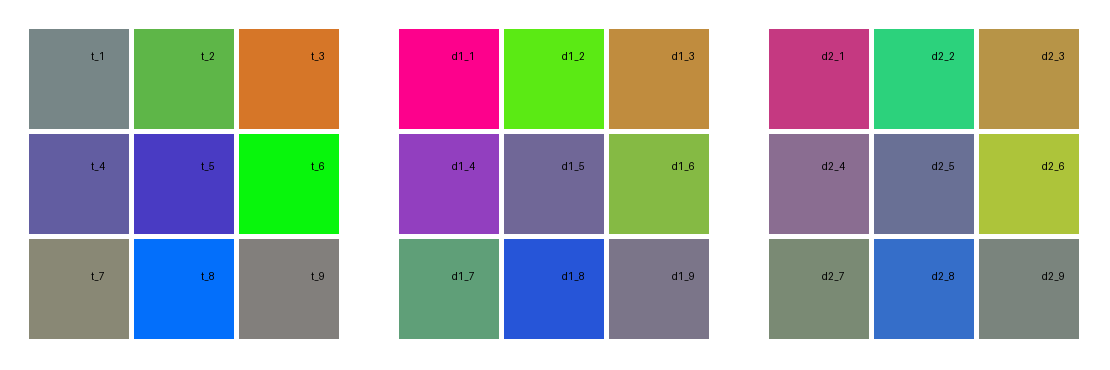 t_1 t_2 t_3 d1_1 d1_2 d1_3 d2_1 d2_2 d2_3
t_4 t_5 t_6 d1_4 d1_5 d1_6 d2_4 d2_5 d2_6
t_7 t_8 t_9 d1_7 d1_8 d1_9 d2_7 d2_8 d2_9